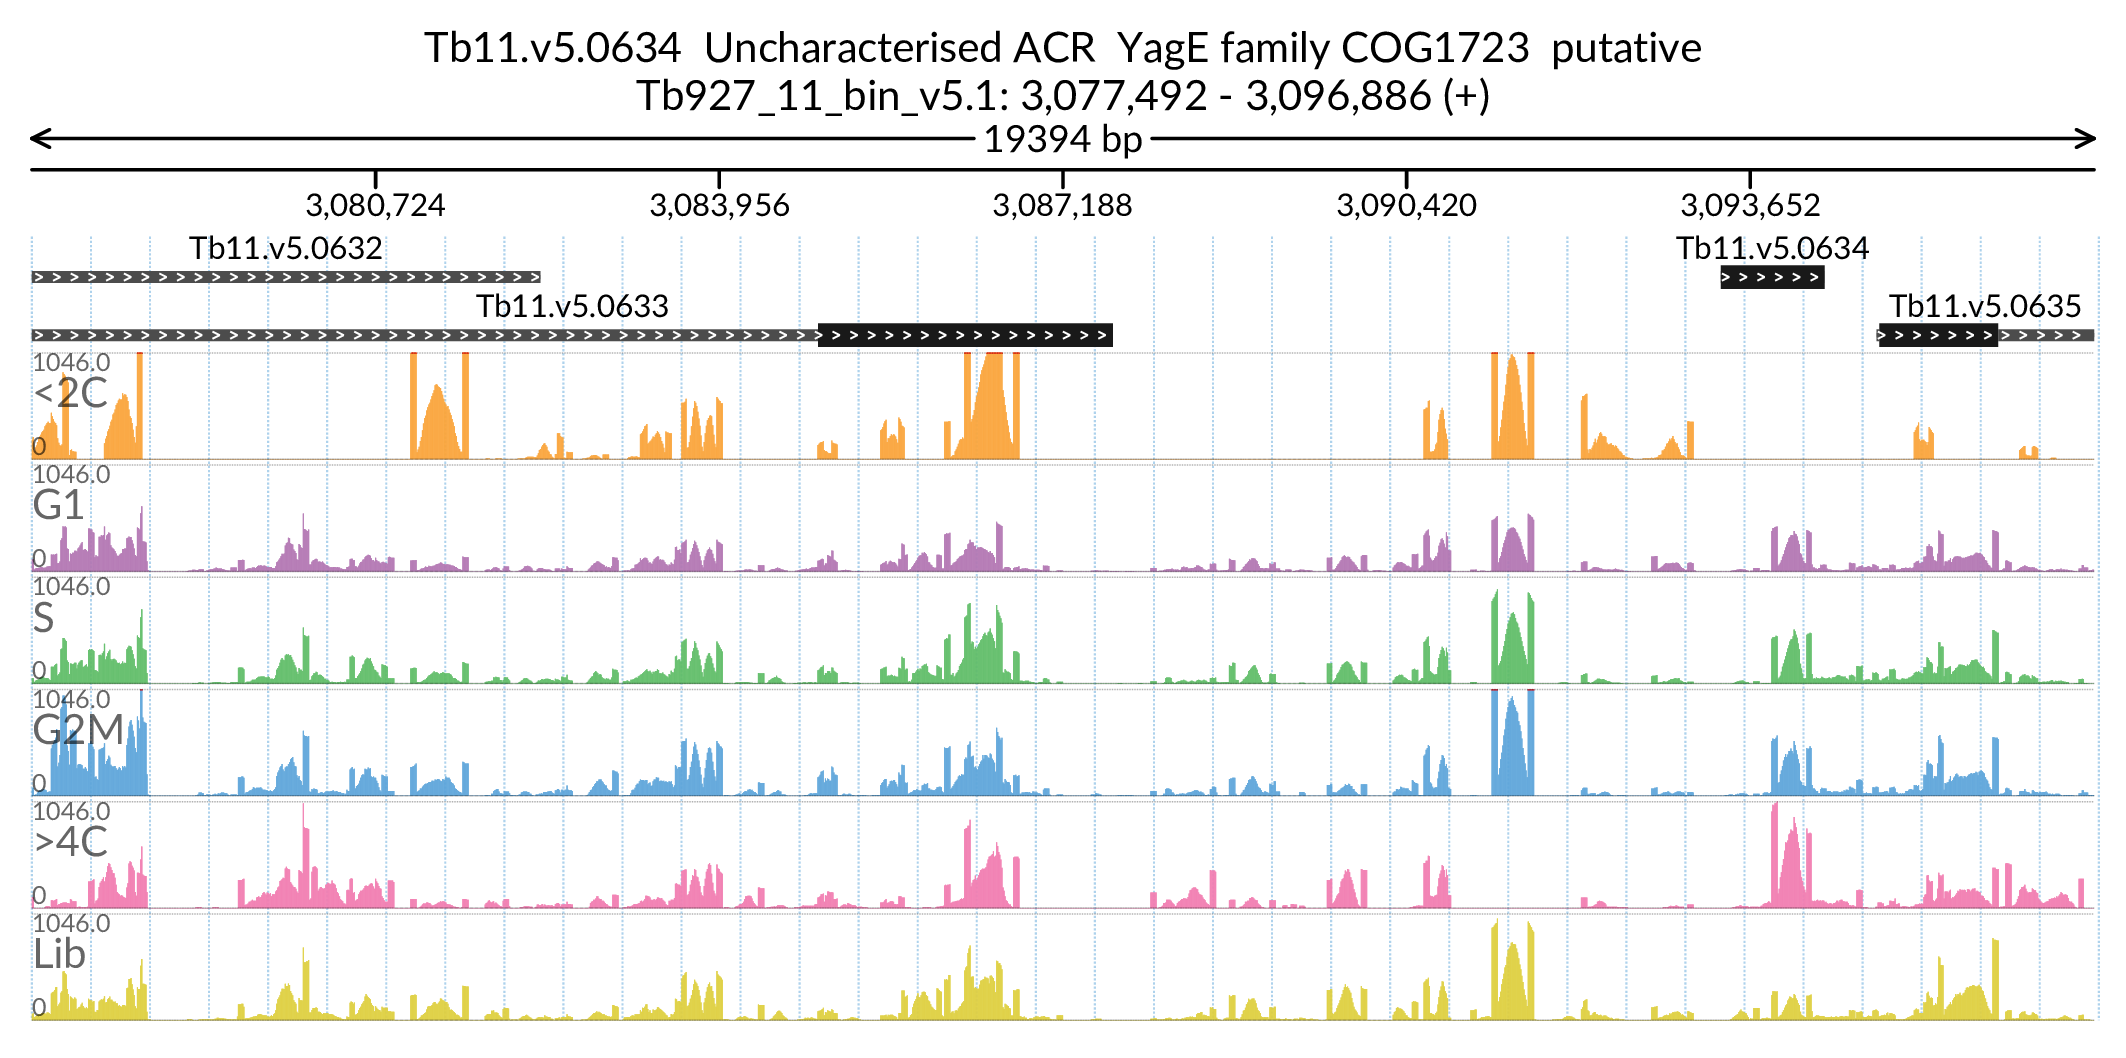 Tb11.v5.0634 Uncharacterised ACR YagE family COG1723 putative
Tb927_11_bin_v5.1: 3,077,492 - 3,096,886 (+)
19394 bp
3,080,724 3,083,956 3,087,188 3,090,420 3,093,652
Tb11.v5.0632 Tb11.v5.0634
Tb11.v5.0633 Tb11.v5.0635
1046.0
<2C
0
1046.0
G1
0
1046.0
S
0
1046.0
G2M
0
1046.0
>4C
0
1046.0
Lib
0